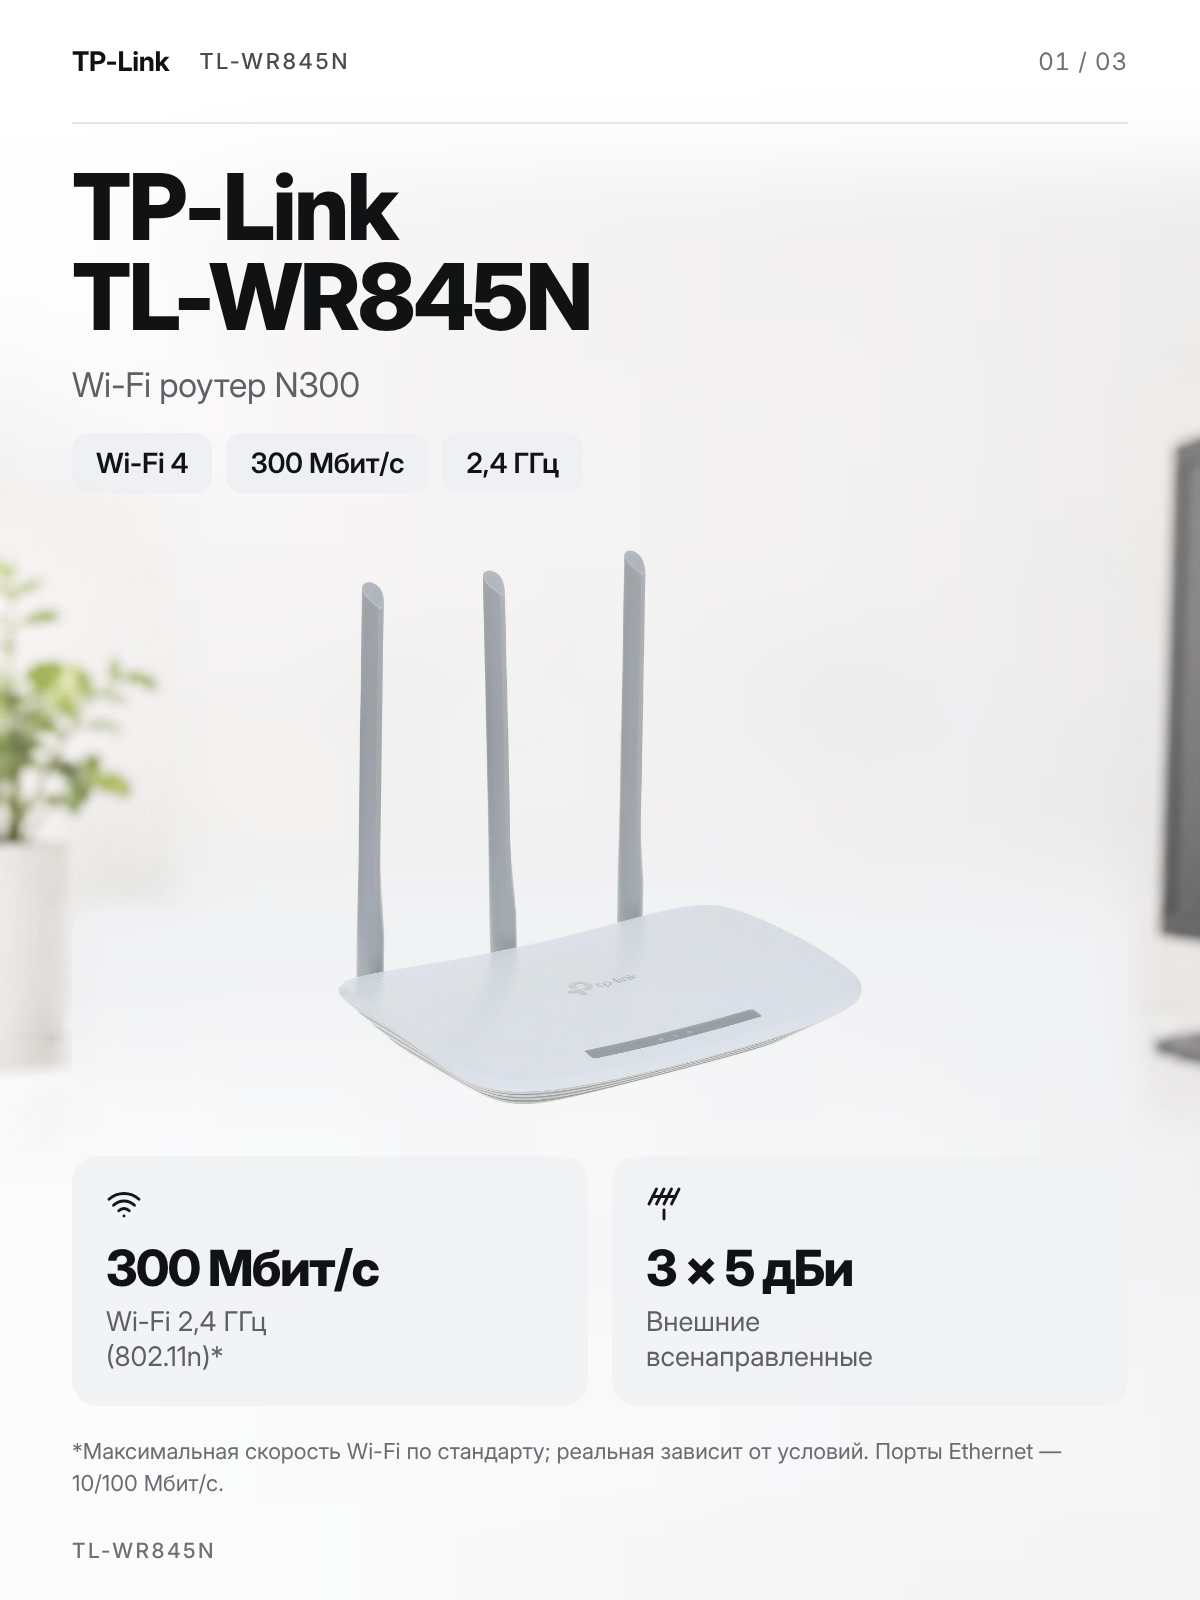 TP-Link TL-WR845N 01 / 03
TP-Link
TL-WR845N
Wi-Fi роутер N300
Wi-Fi 4 300 Мбит/с 2,4 ГГц
tp-link
300 Мбит/с
Wi-Fi 2,4 ГГц
(802.11n)*
3 × 5 дБи
Внешние
всенаправленные
*Максимальная скорость Wi-Fi по стандарту; реальная зависит от условий. Порты Ethernet —
10/100 Мбит/с.
TL-WR845N